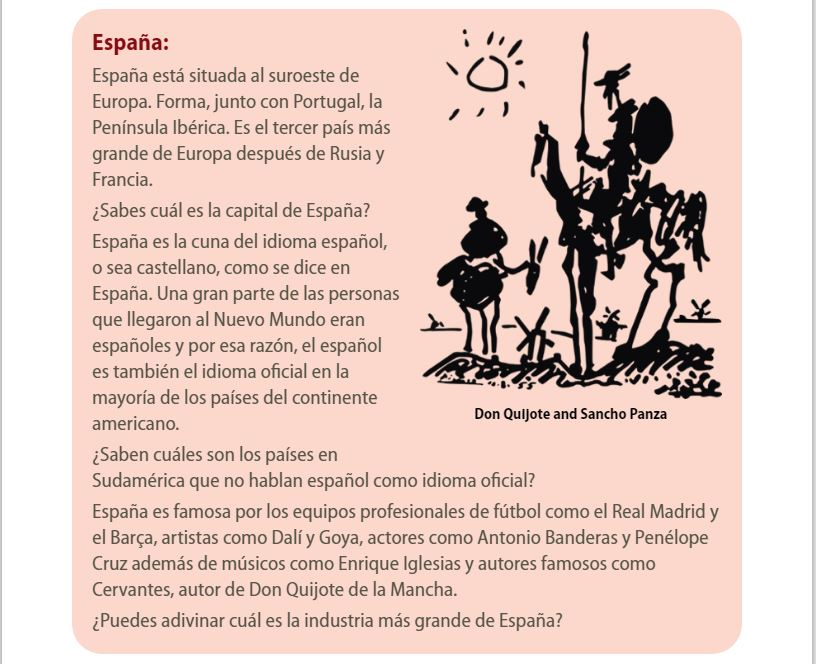 España:
España está situada al suroeste de
Europa. Forma, junto con Portugal, la
Península Ibérica. Es el tercer país más
grande de Europa después de Rusia y
Francia.
¿Sabes cuál es la capital de España?
España es la cuna del idioma español,
o sea castellano, como se dice en
España. Una gran parte de las personas
que llegaron al Nuevo Mundo eran
españoles y por esa razón, el español
es también el idioma oficial en la
mayoría de los países del continente
americano.
Don Quijote and Sancho Panza
¿Saben cuáles son los países en
Sudamérica que no hablan español como idioma oficial?
España es famosa por los equipos profesionales de fútbol como el Real Madrid y
el Barça, artistas como Dalí y Goya, actores como Antonio Banderas y Penélope
Cruz además de músicos como Enrique Iglesias y autores famosos como
Cervantes, autor de Don Quijote de la Mancha.
¿Puedes adivinar cuál es la industria más grande de España?